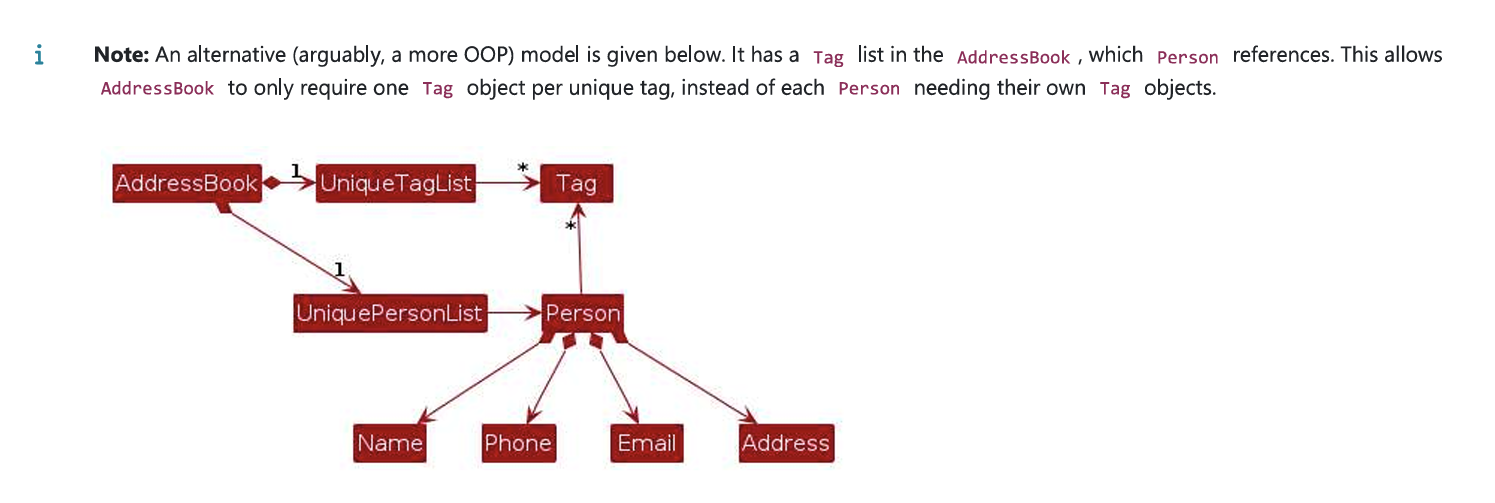 i Note: An alternative (arguably, a more OOP) model is given below. It has a Tag list in the AddressBook , which Person references. This allows
AddressBook to only require one Tag object per unique tag, instead of each Person needing their own Tag objects.
AddressBook 1 UniqueTagList * Tag
*
1
UniquePersonList Person
Name Phone Email Address